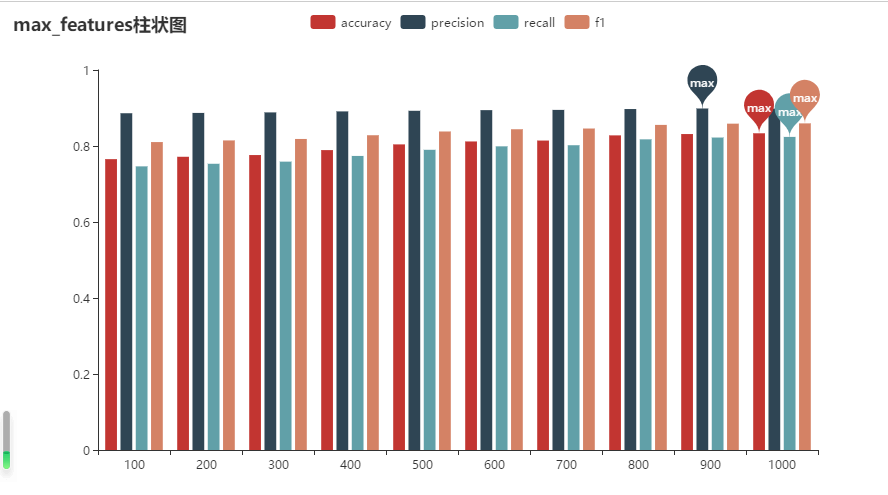 max_features柱状图
accuracy precision recall f1
1
0.8
0.6
0.4
0.2
0
max
max
max
max
100 200 300 400 500 600 700 800 900 1000